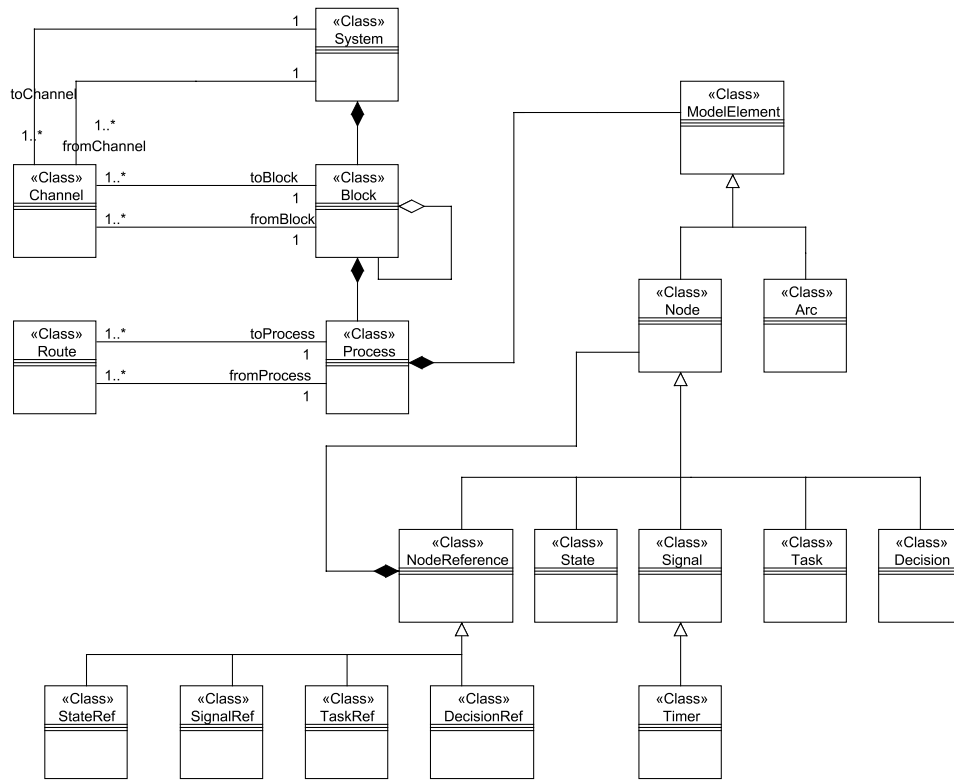 1
«Class»
System
1
toChannel
1..*
1..*
fromChannel
«Class»
ModelElement
«Class»
Channel
1..*
toBlock
1
«Class»
Block
1..*
fromBlock
1
«Class»
Node
«Class»
Arc
«Class»
Route
1..*
toProcess
1
«Class»
Process
1..*
fromProcess
1
«Class»
NodeReference
«Class»
State
«Class»
Signal
«Class»
Task
«Class»
Decision
«Class»
StateRef
«Class»
SignalRef
«Class»
TaskRef
«Class»
DecisionRef
«Class»
Timer